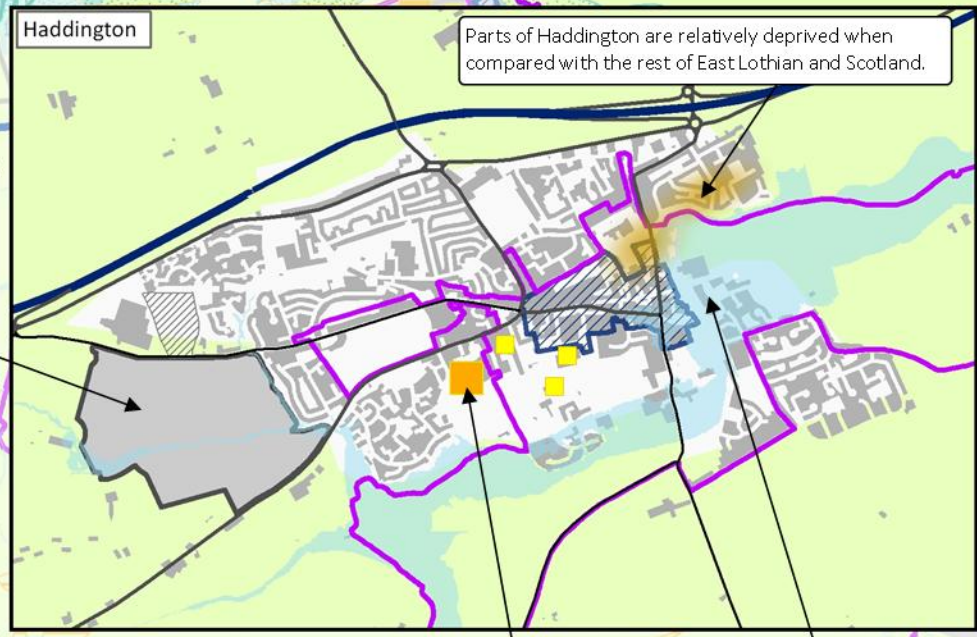 Haddington
Parts of Haddington are relatively deprived when
compared with the rest of East Lothian and Scotland.